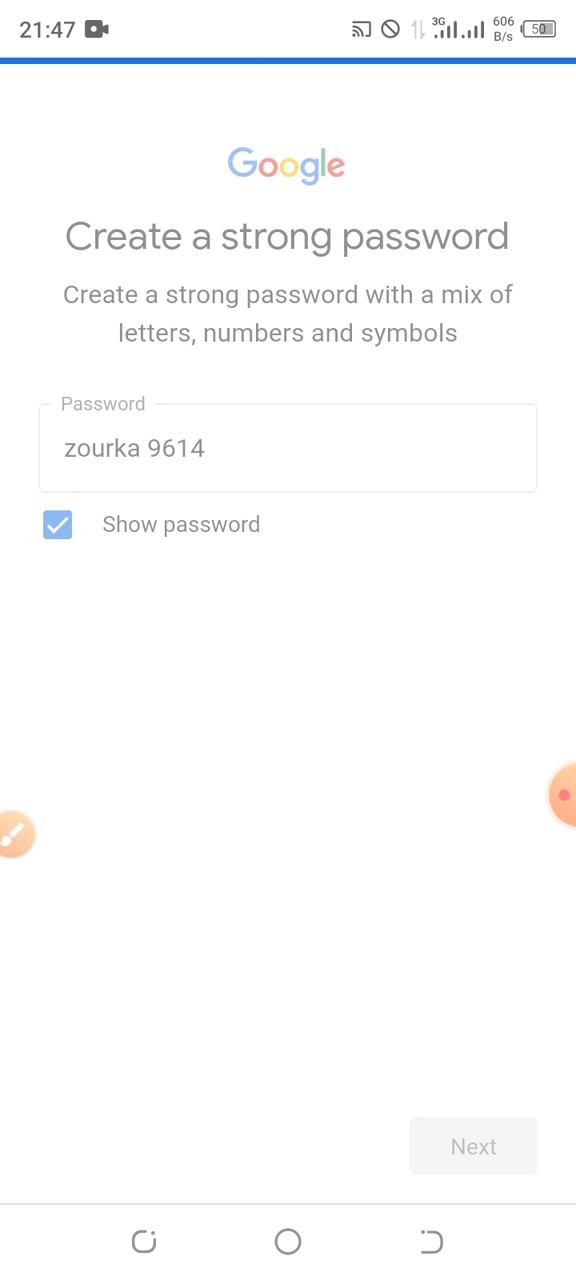 21:47
3G
606
B/s
50
Google
Create a strong password
Create a strong password with a mix of
letters, numbers and symbols
Password
zourka 9614
Show password
Next